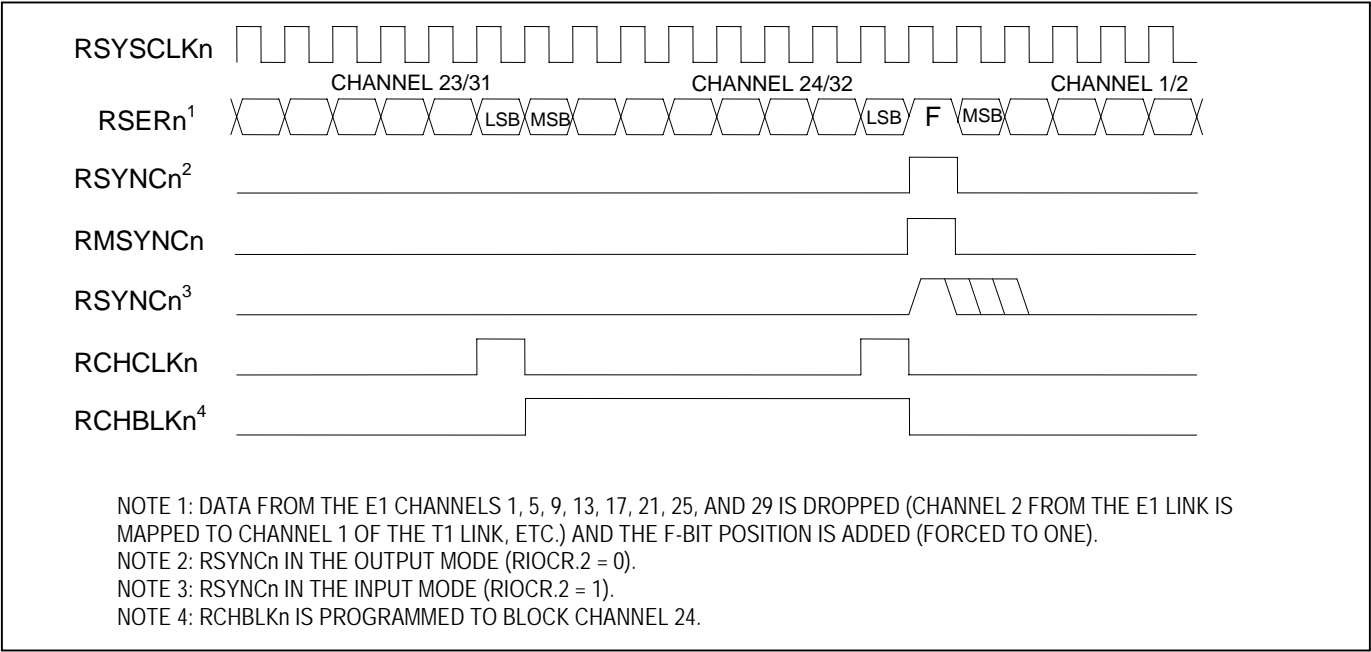 RSYSCLKn
CHANNEL 23/31 CHANNEL 24/32 CHANNEL 1/2
RSERn¹ LSB MSB LSB F MSB
RSYNCn²
RMSYNCn
RSYNCn³
RCHCLKn
RCHBLKn⁴
NOTE 1: DATA FROM THE E1 CHANNELS 1, 5, 9, 13, 17, 21, 25, AND 29 IS DROPPED (CHANNEL 2 FROM THE E1 LINK IS
MAPPED TO CHANNEL 1 OF THE T1 LINK, ETC.) AND THE F-BIT POSITION IS ADDED (FORCED TO ONE).
NOTE 2: RSYNCn IN THE OUTPUT MODE (RIOCR.2 = 0).
NOTE 3: RSYNCn IN THE INPUT MODE (RIOCR.2 = 1).
NOTE 4: RCHBLKn IS PROGRAMMED TO BLOCK CHANNEL 24.